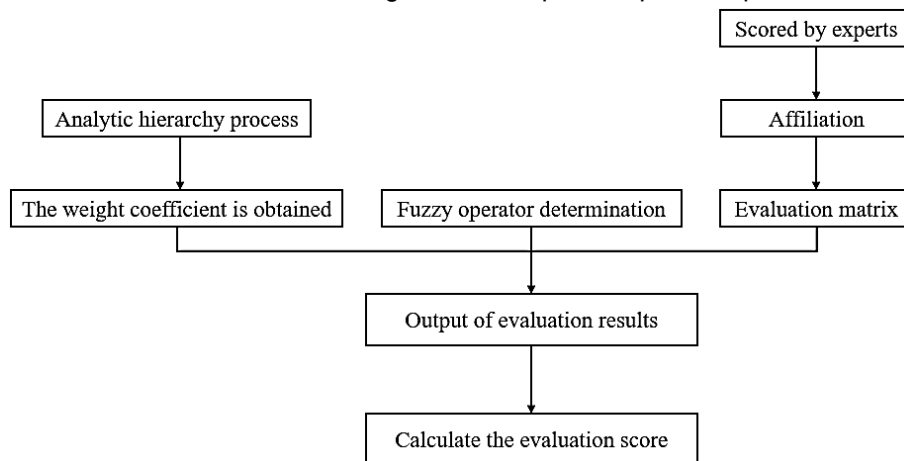 Scored by experts
Analytic hierarchy process
Affiliation
The weight coefficient is obtained
Fuzzy operator determination
Evaluation matrix
Output of evaluation results
Calculate the evaluation score